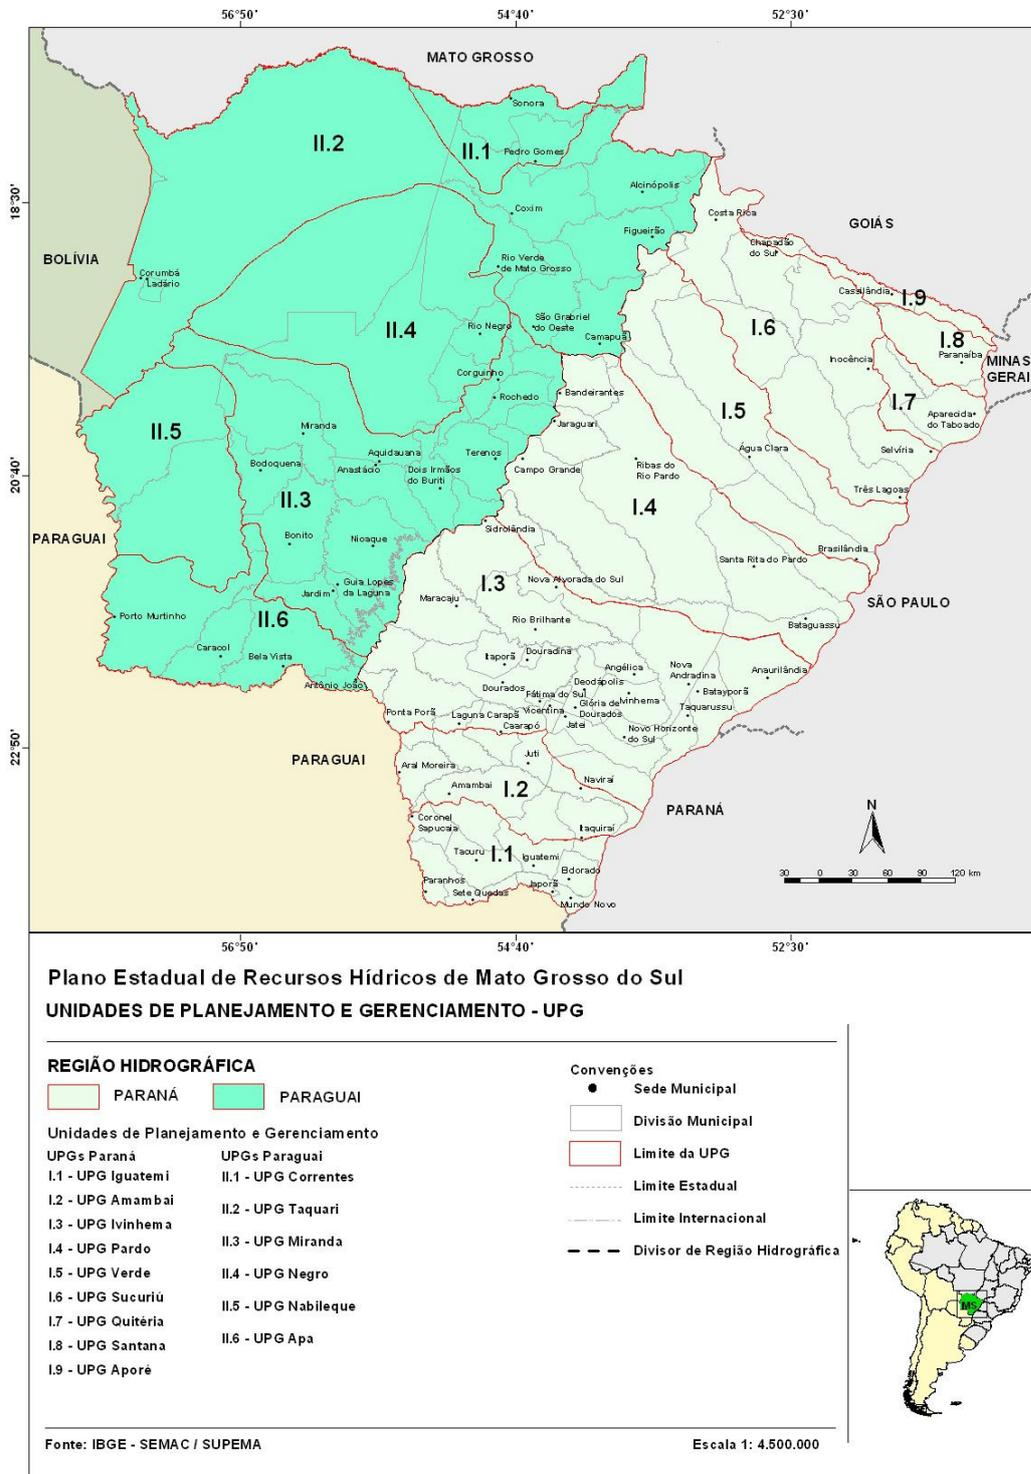 56°50' 54°40' 52°30'
MATO GROSSO
Sonora
II.2
II.1
Pedro Gomes
Alcinópolis
18°30'
Coxim
Costa Rica
GOIÁS
Figueirão
Chapadão
do Sul
BOLÍVIA
Rio Verde
de Mato Grosso
Corumbá
Ladário
Cassilândia
I.9
São Grabriel
do Oeste
Rio Negro
II.4
I.6
Camapuã
I.8
Paranaíba
Inocência
MINAS
GERAI
Corguinho
Bandeirantes
Rochedo
I.7
I.5
Aparecida
do Taboado
Jaraguari
II.5
Miranda
Aquidauana
Terenos
Água Clara
Selvíria
Bodoquena
Anastácio
Dois Irmãos
do Buriti
Campo Grande
Ribas do
Rio Pardo
20°40'
Três Lagoas
II.3
I.4
Sidrolândia
PARAGUAI
Bonito
Nioaque
Brasilândia
Santa Rita do Pardo
Guia Lopes
da Laguna
Jardim
I.3
Nova Alvorada do Sul
Maracaju
SÃO PAULO
Porto Murtinho
II.6
Rio Brilhante
Bataguassu
Caracol
Bela Vista
Itaporã
Douradina
Angélica
Nova
Andradina
Anaurilândia
Antônio João
Dourados
Deodápolis
Fátima do Sul
Ivinhema
Batayporã
Vicentina
Glória de
Dourados
Taquarussu
Ponta Porã
Laguna Carapã
Caarapó
Jatei
Novo Horizonte
do Sul
22°50'
PARAGUAI
Juti
Aral Moreira
Amambai
I.2
Naviraí
PARANÁ
N
Coronel
Sapucaia
Itaquiraí
Tacuru
I.1
Iguatemi
Eldorado
Paranhos
Sete Quedas
Japorã
Mundo Novo
30 0 30 60 90 120 km
56°50' 54°40' 52°30'
Plano Estadual de Recursos Hídricos de Mato Grosso do Sul
UNIDADES DE PLANEJAMENTO E GERENCIAMENTO - UPG
REGIÃO HIDROGRÁFICA
PARANÁ PARAGUAI
Unidades de Planejamento e Gerenciamento
UPGs Paraná
I.1 - UPG Iguatemi
I.2 - UPG Amambai
I.3 - UPG Ivinhema
I.4 - UPG Pardo
I.5 - UPG Verde
I.6 - UPG Sucuriú
I.7 - UPG Quitéria
I.8 - UPG Santana
I.9 - UPG Aporé
UPGs Paraguai
II.1 - UPG Correntes
II.2 - UPG Taquari
II.3 - UPG Miranda
II.4 - UPG Negro
II.5 - UPG Nabileque
II.6 - UPG Apa
Convenções
Sede Municipal
Divisão Municipal
Limite da UPG
Limite Estadual
Limite Internacional
Divisor de Região Hidrográfica
MS
Fonte: IBGE - SEMAC / SUPEMA
Escala 1: 4.500.000